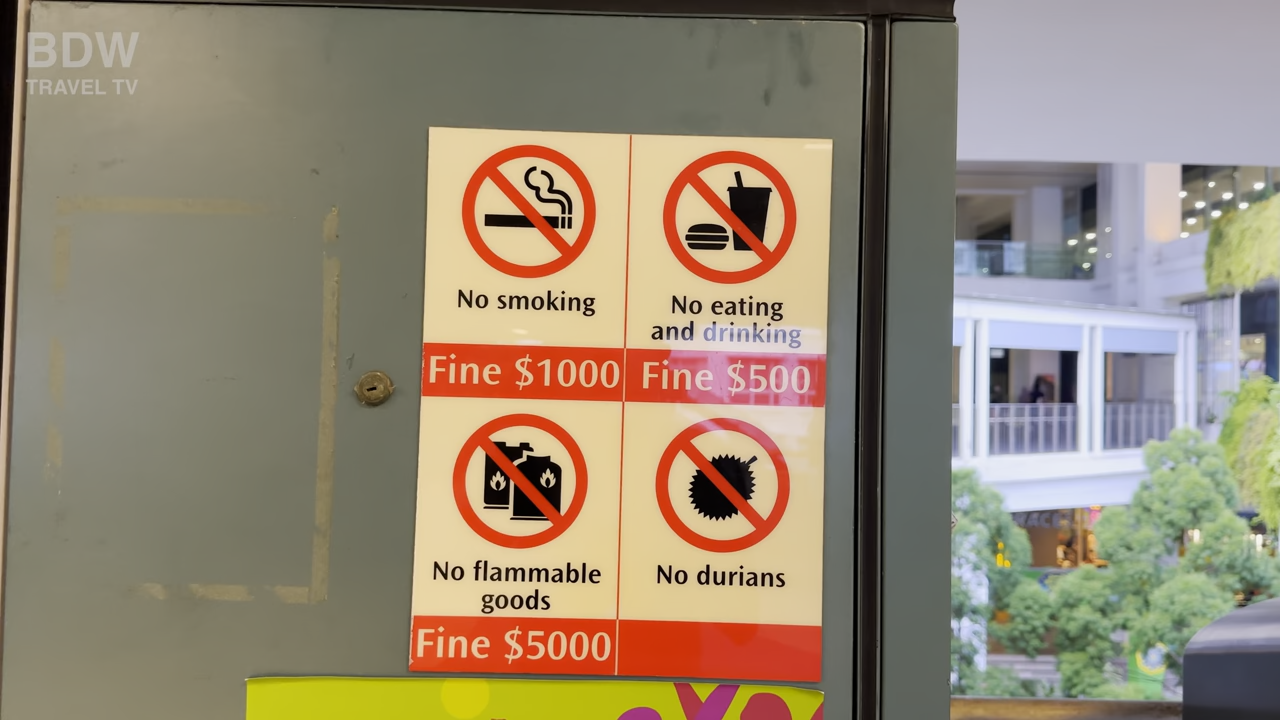 BDW
TRAVEL TV
No smoking
No eating
and drinking
Fine $1000
Fine $500
No flammable
goods
No durians
Fine $5000